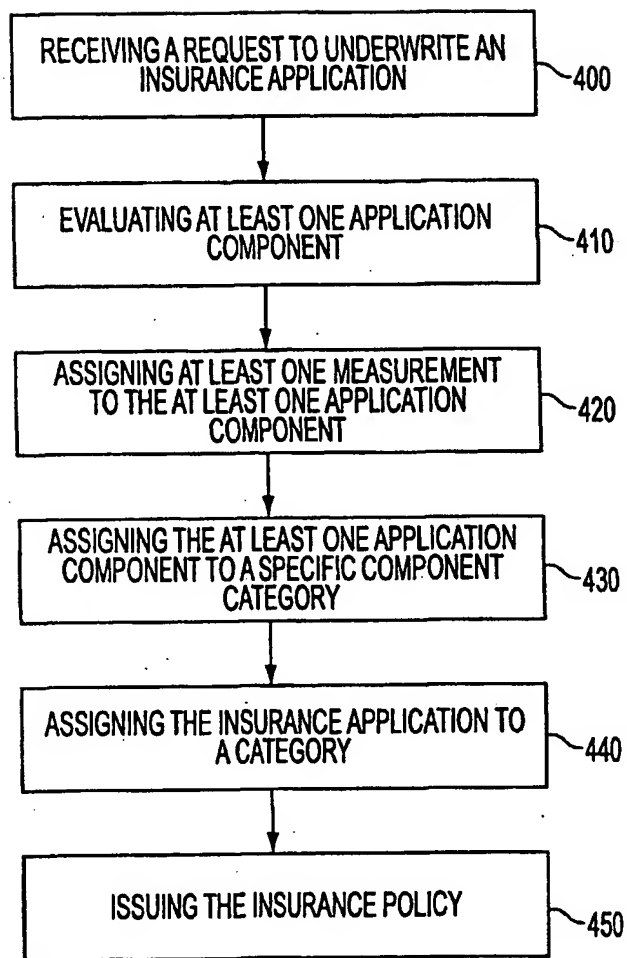 RECEIVING A REQUEST TO UNDERWRITE AN
INSURANCE APPLICATION
400
EVALUATING AT LEAST ONE APPLICATION
COMPONENT
410
ASSIGNING AT LEAST ONE MEASUREMENT
TO THE AT LEAST ONE APPLICATION
COMPONENT
420
ASSIGNING THE AT LEAST ONE APPLICATION
COMPONENT TO A SPECIFIC COMPONENT
CATEGORY
430
ASSIGNING THE INSURANCE APPLICATION TO
A CATEGORY
440
ISSUING THE INSURANCE POLICY
450